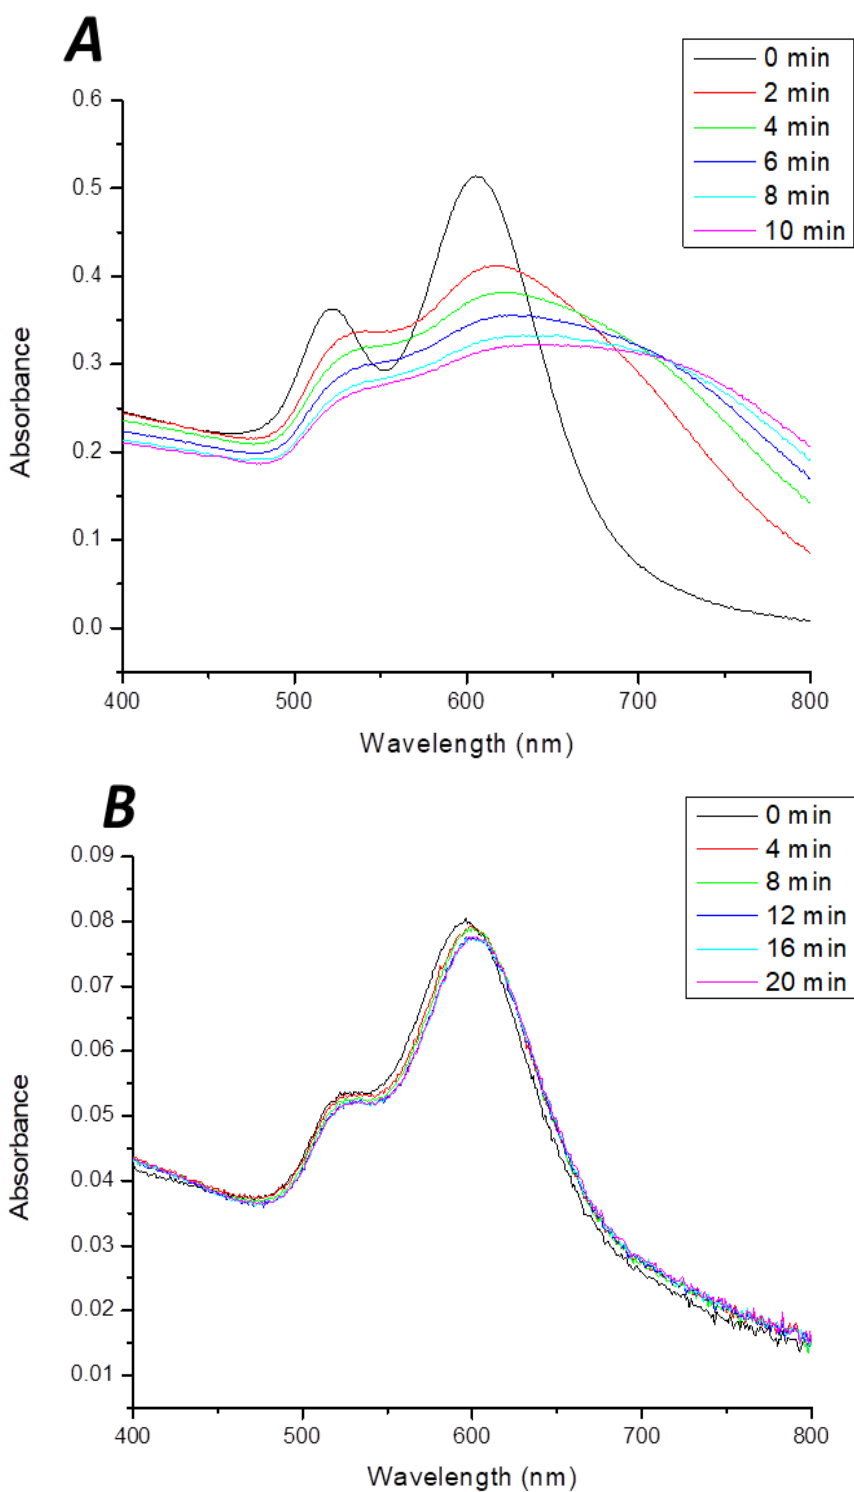 A
0 min
2 min
4 min
6 min
8 min
10 min
0.6
0.5
0.4
0.3
0.2
0.1
0.0
Absorbance
400 500 600 700 800
Wavelength (nm)
B
0 min
4 min
8 min
12 min
16 min
20 min
0.09
0.08
0.07
0.06
0.05
0.04
0.03
0.02
0.01
Absorbance
400 500 600 700 800
Wavelength (nm)